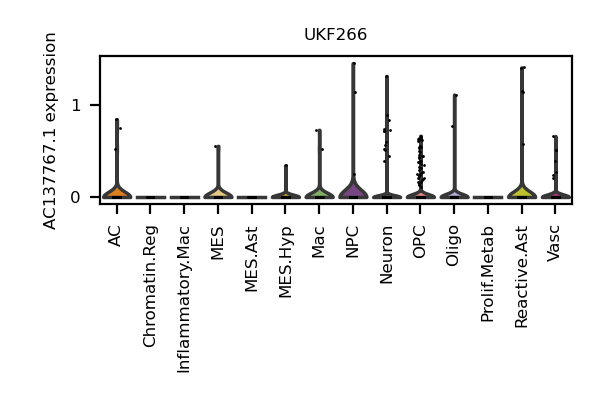 UKF266
AC137767.1 expression
1
0
AC
Chromatin.Reg
Inflammatory.Mac
MES
MES.Ast
MES.Hyp
Mac
NPC
Neuron
OPC
Oligo
Prolif.Metab
Reactive.Ast
Vasc